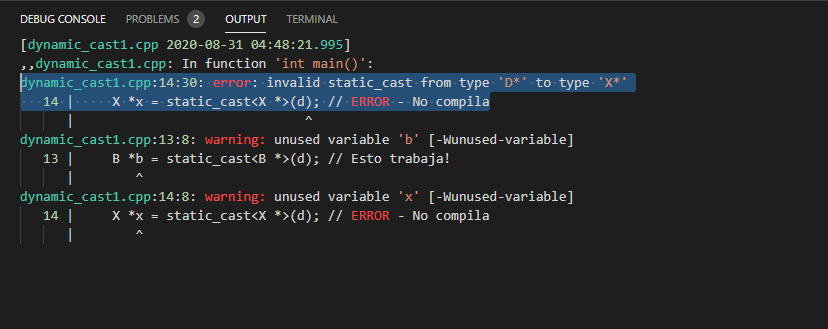 DEBUG CONSOLE PROBLEMS 2 OUTPUT TERMINAL
[dynamic_cast1.cpp 2020-08-31 04:48:21.995]
,,dynamic_cast1.cpp: In function 'int main()':
dynamic_cast1.cpp:14:30: error: invalid static_cast from type 'D*' to type 'X*'
   14 |     X *x = static_cast<X *>(d); // ERROR - No compila
      |                              ^
dynamic_cast1.cpp:13:8: warning: unused variable 'b' [-Wunused-variable]
   13 |     B *b = static_cast<B *>(d); // Esto trabaja!
      |        ^
dynamic_cast1.cpp:14:8: warning: unused variable 'x' [-Wunused-variable]
   14 |     X *x = static_cast<X *>(d); // ERROR - No compila
      |        ^